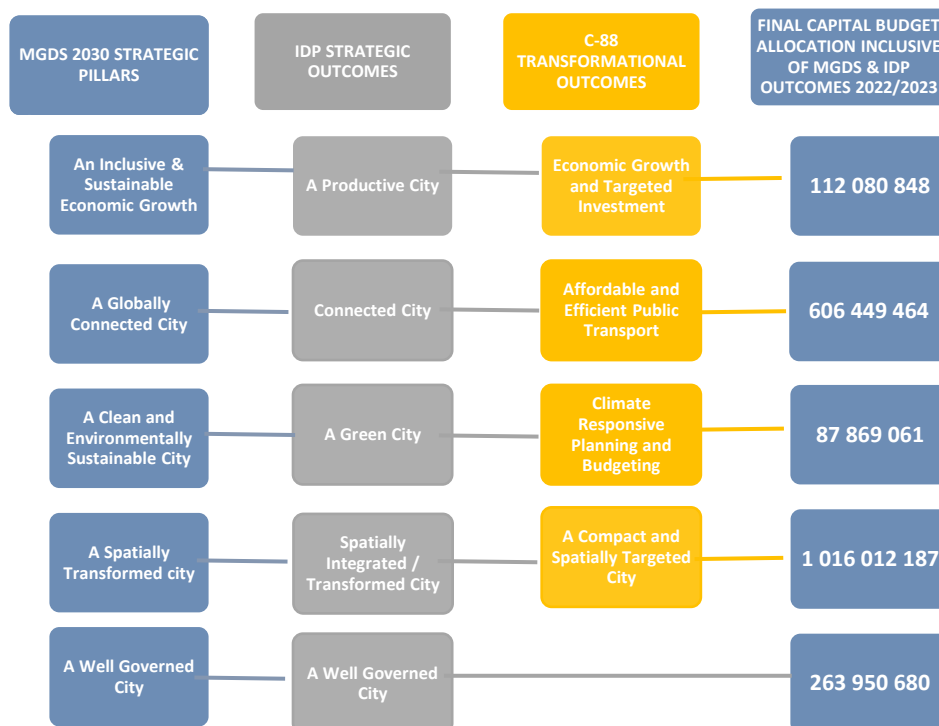 MGDS 2030 STRATEGIC
PILLARS
IDP STRATEGIC
OUTCOMES
C-88
TRANSFORMATIONAL
OUTCOMES
FINAL CAPITAL BUDGET
ALLOCATION INCLUSIVE
OF MGDS & IDP
OUTCOMES 2022/2023
An Inclusive &
Sustainable
Economic Growth
A Productive City
Economic Growth
and Targeted
Investment
112 080 848
A Globally
Connected City
Connected City
Affordable and
Efficient Public
Transport
606 449 464
A Clean and
Environmentally
Sustainable City
A Green City
Climate
Responsive
Planning and
Budgeting
87 869 061
A Spatially
Transformed city
Spatially
Integrated /
Transformed City
A Compact and
Spatially Targeted
City
1 016 012 187
A Well Governed
City
A Well Governed
City
263 950 680